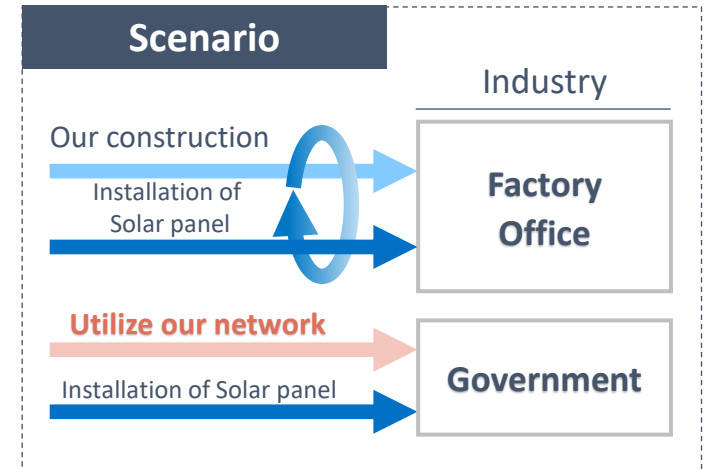 Scenario
Industry
Our construction
Installation of
Solar panel
Factory
Office
Utilize our network
Installation of Solar panel
Government